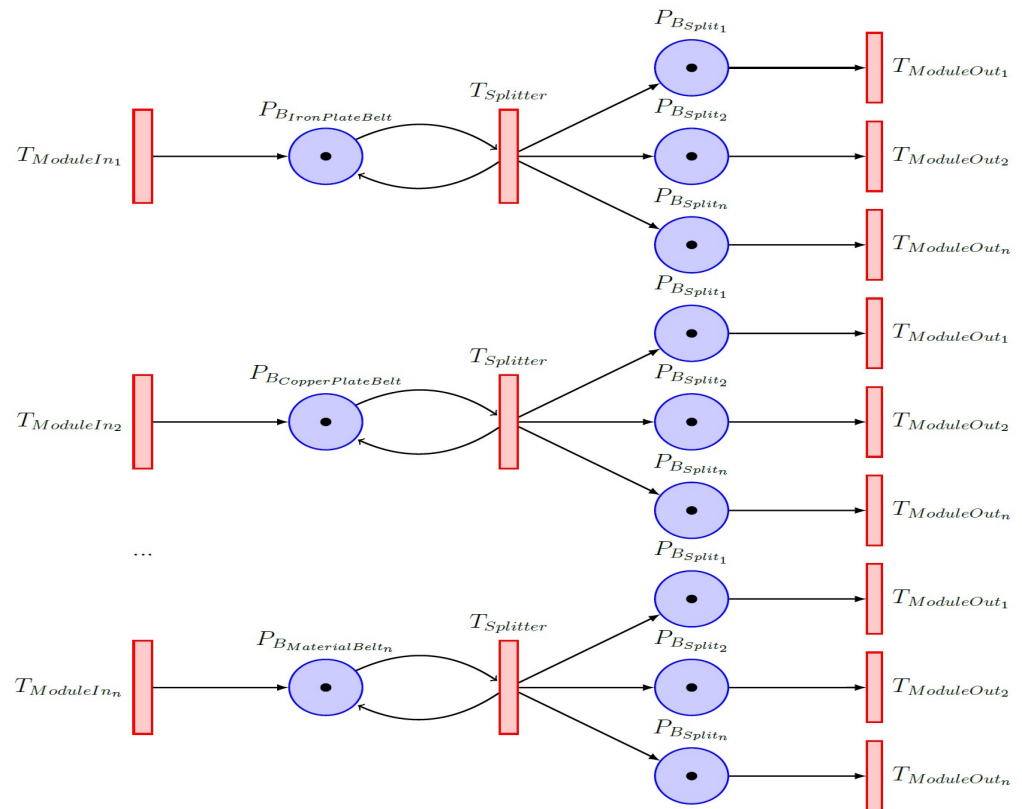 P_{B_{Split_1}}
T_{ModuleOut_1}
T_{Splitter}
P_{B_{IronPlateBelt}}
P_{B_{Split_2}}
T_{ModuleIn_1}
T_{ModuleOut_2}
P_{B_{Split_n}}
T_{ModuleOut_n}
P_{B_{Split_1}}
T_{ModuleOut_1}
T_{Splitter}
P_{B_{CopperPlateBelt}}
P_{B_{Split_2}}
T_{ModuleIn_2}
T_{ModuleOut_2}
P_{B_{Split_n}}
T_{ModuleOut_n}
...
P_{B_{Split_1}}
T_{ModuleOut_1}
T_{Splitter}
P_{B_{MaterialBelt_n}}
P_{B_{Split_2}}
T_{ModuleIn_n}
T_{ModuleOut_2}
P_{B_{Split_n}}
T_{ModuleOut_n}